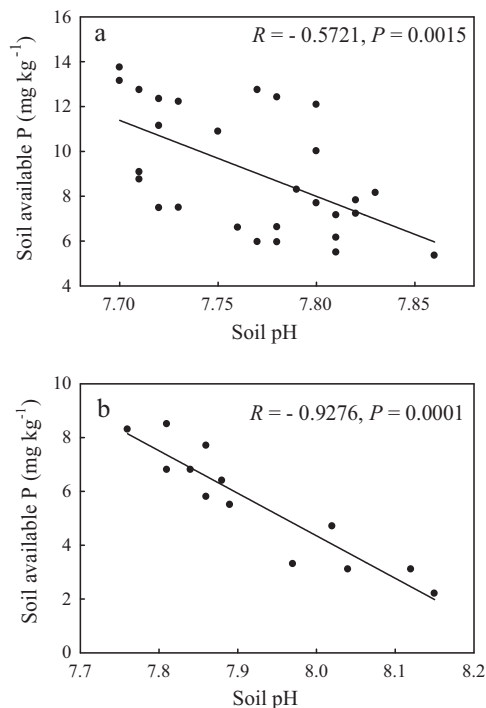 a
R = - 0.5721, P = 0.0015
Soil available P (mg kg⁻¹)
16
14
12
10
8
6
4
7.70 7.75 7.80 7.85
Soil pH
b
R = - 0.9276, P = 0.0001
Soil available P (mg kg⁻¹)
10
8
6
4
2
0
7.7 7.8 7.9 8.0 8.1 8.2
Soil pH